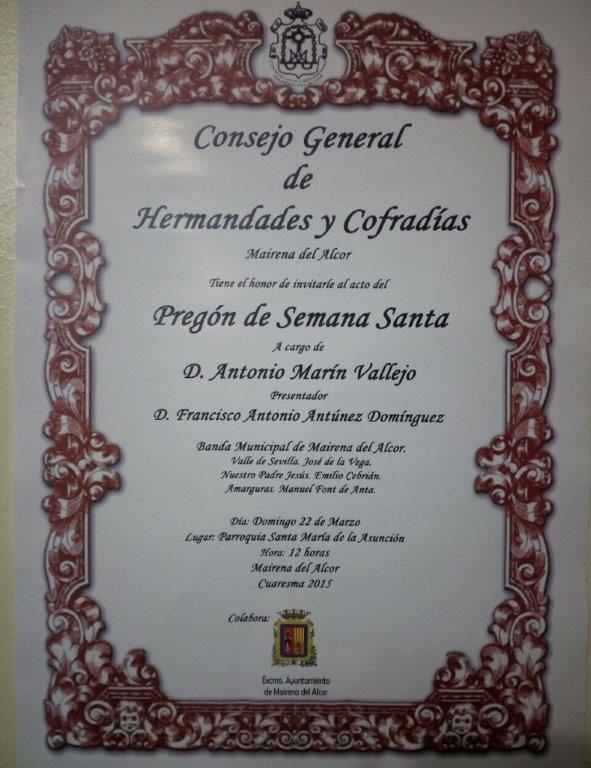 Consejo General
de
Hermandades y Cofradías
Mairena del Alcor
Tiene el honor de invitarle al acto del
Pregón de Semana Santa
A cargo de
D. Antonio Marín Vallejo
Presentador
D. Francisco Antonio Antúnez Domínguez
Banda Municipal de Mairena del Alcor.
Valle de Sevilla. José de la Vega.
Nuestro Padre Jesús. Emilio Cebrián.
Amarguras. Manuel Font de Anta.
Día: Domingo 22 de Marzo
Lugar: Parroquia Santa María de la Asunción
Hora: 12 horas
Mairena del Alcor
Cuaresma 2015
Colabora:
Excmo. Ayuntamiento
de Mairena del Alcor